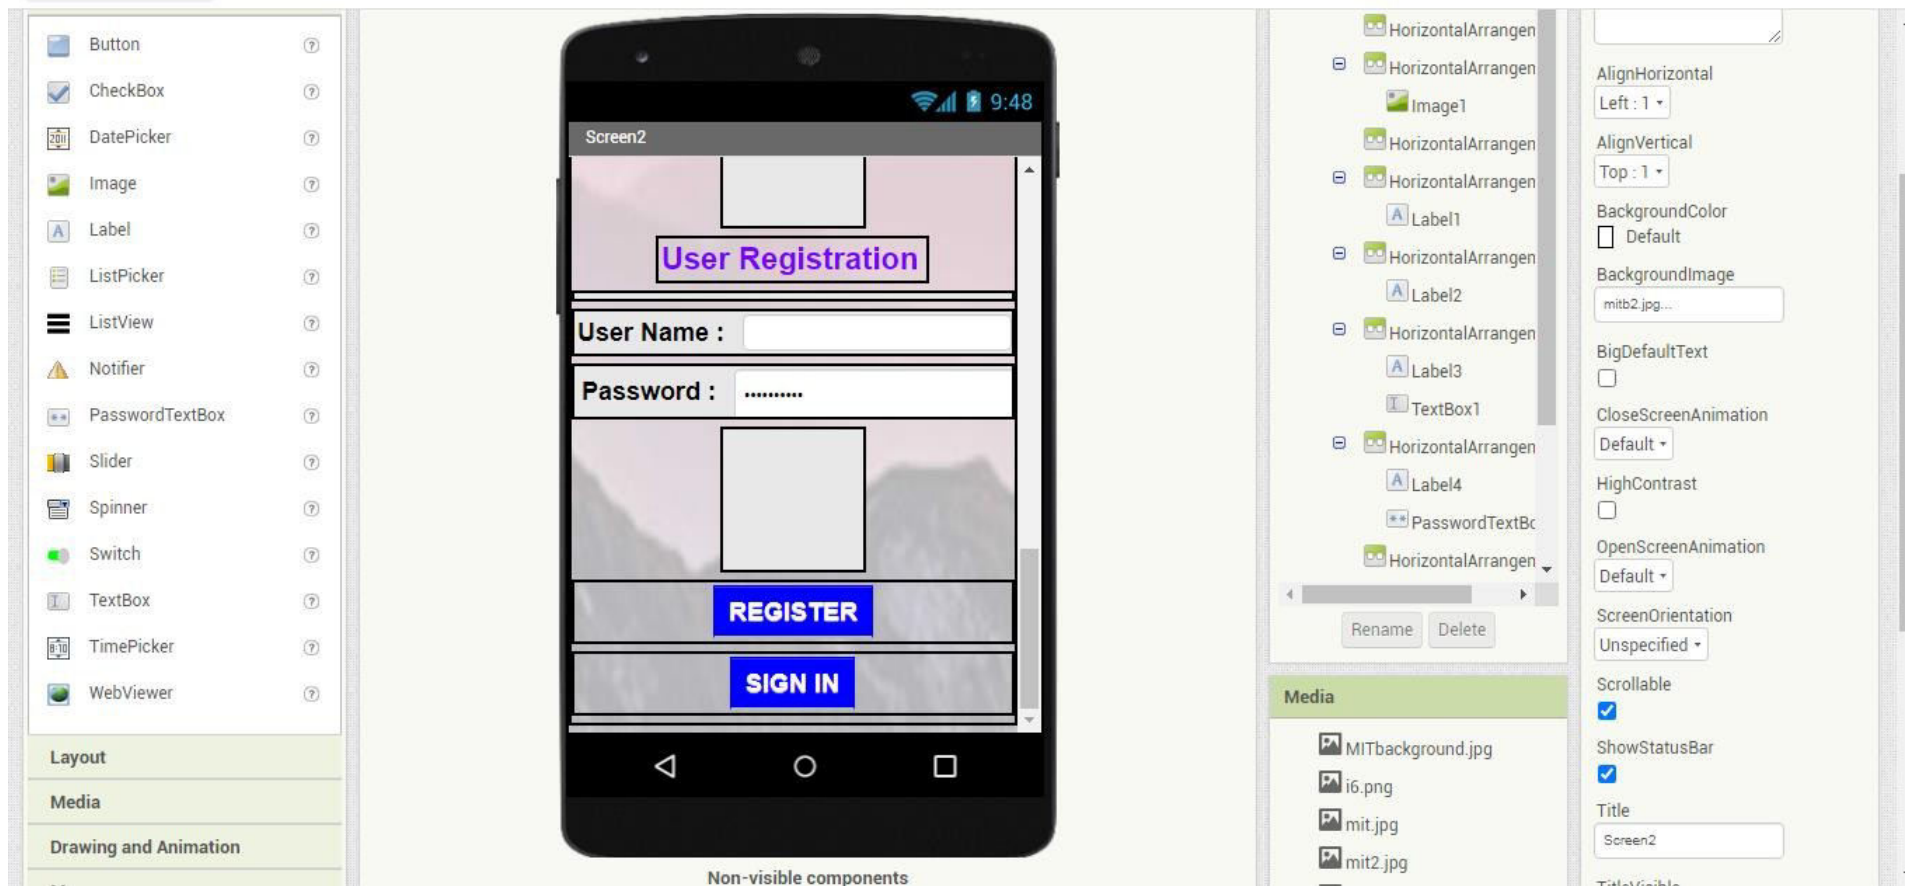 Button
CheckBox
DatePicker
Image
Label
ListPicker
ListView
Notifier
PasswordTextBox
Slider
Spinner
Switch
TextBox
TimePicker
WebViewer
Layout
Media
Drawing and Animation
9:48
Screen2
User Registration
User Name :
Password :
••••••••••
REGISTER
SIGN IN
Non-visible components
HorizontalArrangen
HorizontalArrangen
Image1
HorizontalArrangen
HorizontalArrangen
Label1
HorizontalArrangen
Label2
HorizontalArrangen
Label3
TextBox1
HorizontalArrangen
Label4
PasswordTextBo
HorizontalArrangen
Rename Delete
Media
MITbackground.jpg
i6.png
mit.jpg
mit2.jpg
AlignHorizontal
Left : 1
AlignVertical
Top : 1
BackgroundColor
Default
BackgroundImage
mitb2.jpg...
BigDefaultText
CloseScreenAnimation
Default
HighContrast
OpenScreenAnimation
Default
ScreenOrientation
Unspecified
Scrollable
ShowStatusBar
Title
Screen2
TitleVisible